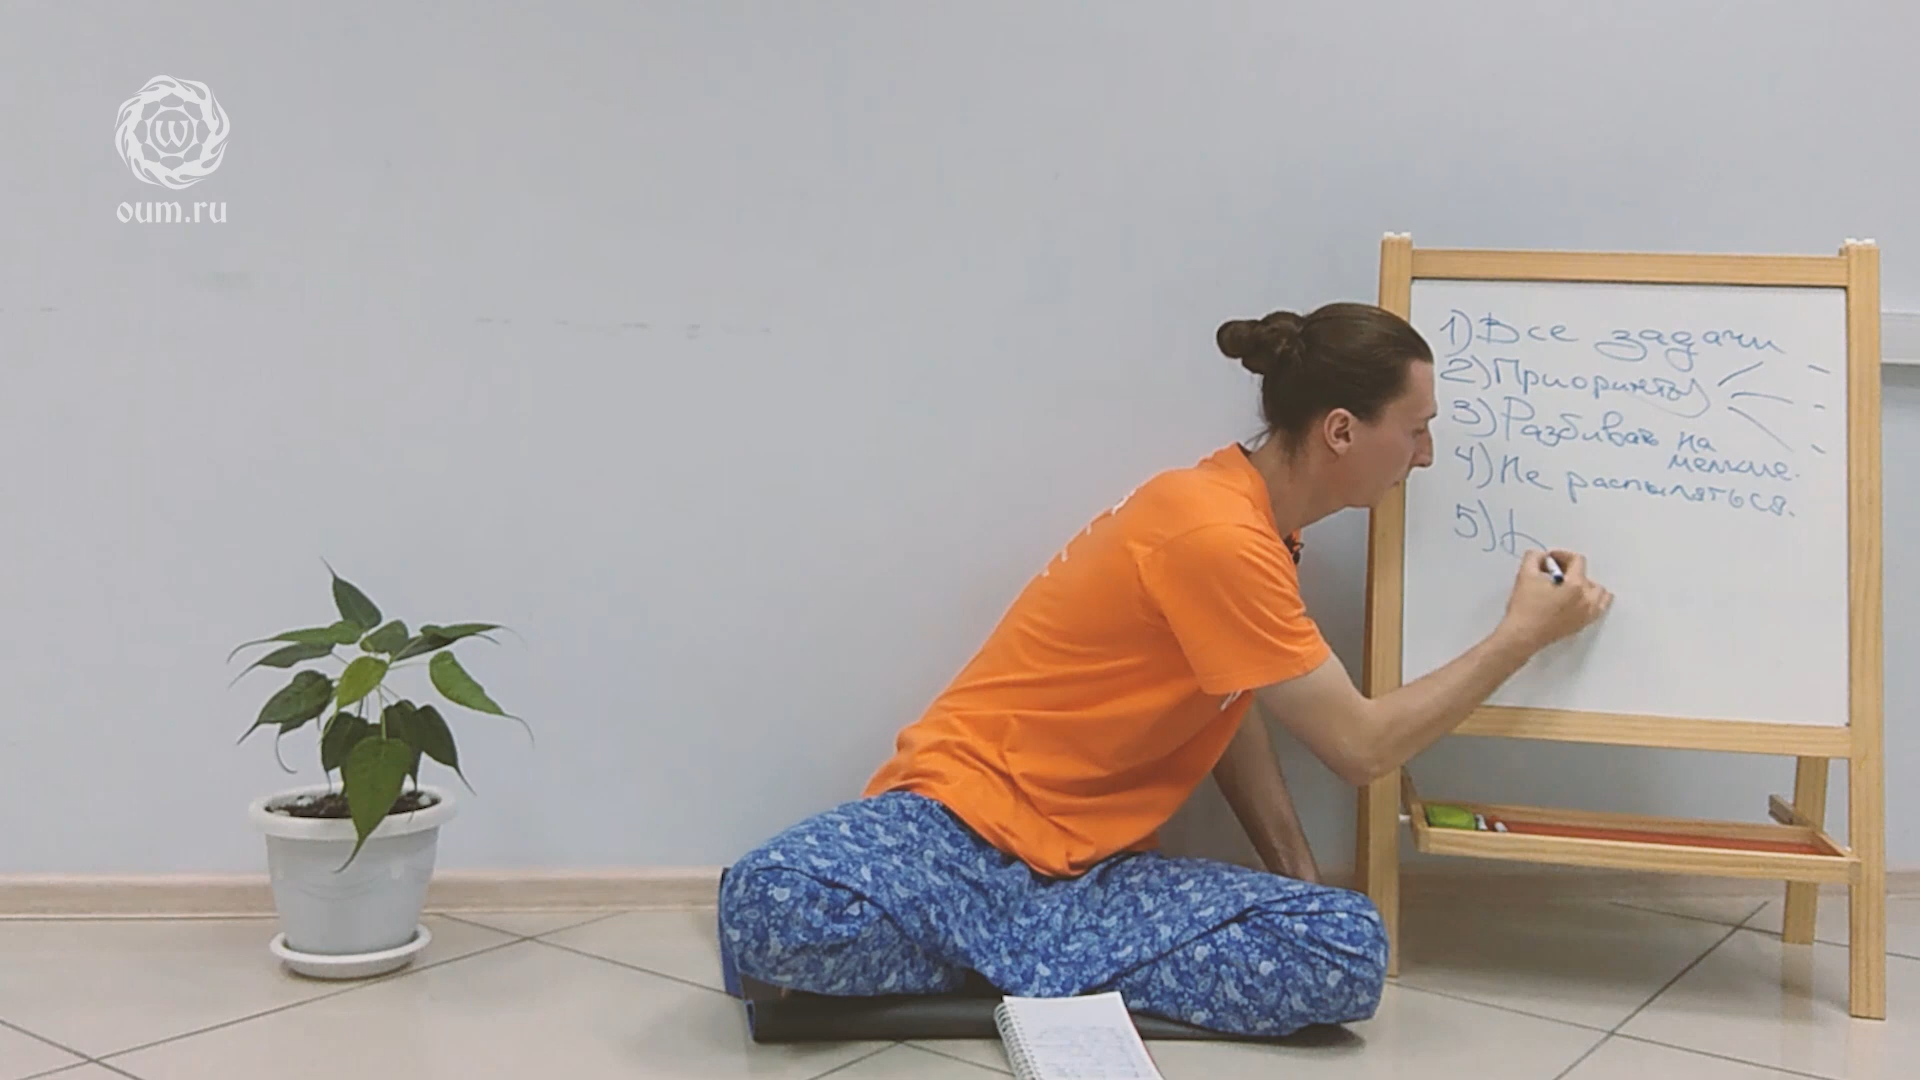 oum.ru
1) Все задачи
2) Приоритеты
3) Разбивать на
мелкие.
4) Не распыляться.
5)